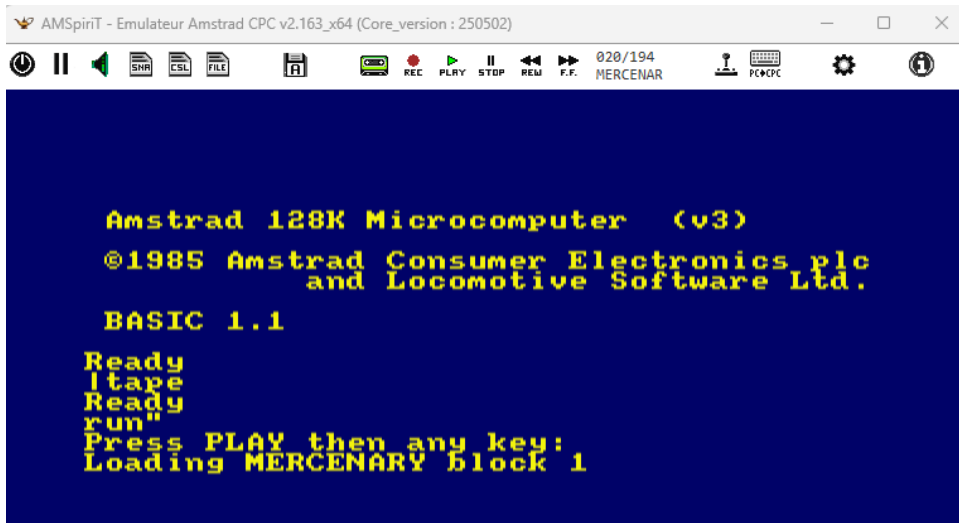 AMSpiriT - Emulateur Amstrad CPC v2.163_x64 (Core_version : 250502)
SNA CSL FILE A REC PLAY STOP REW F.F. 020/194 MERCENAR PC CPC
Amstrad 128K Microcomputer (v3)
©1985 Amstrad Consumer Electronics plc
and Locomotive Software Ltd.
BASIC 1.1
Ready
|tape
Ready
run"
Press PLAY then any key:
Loading MERCENARY block 1